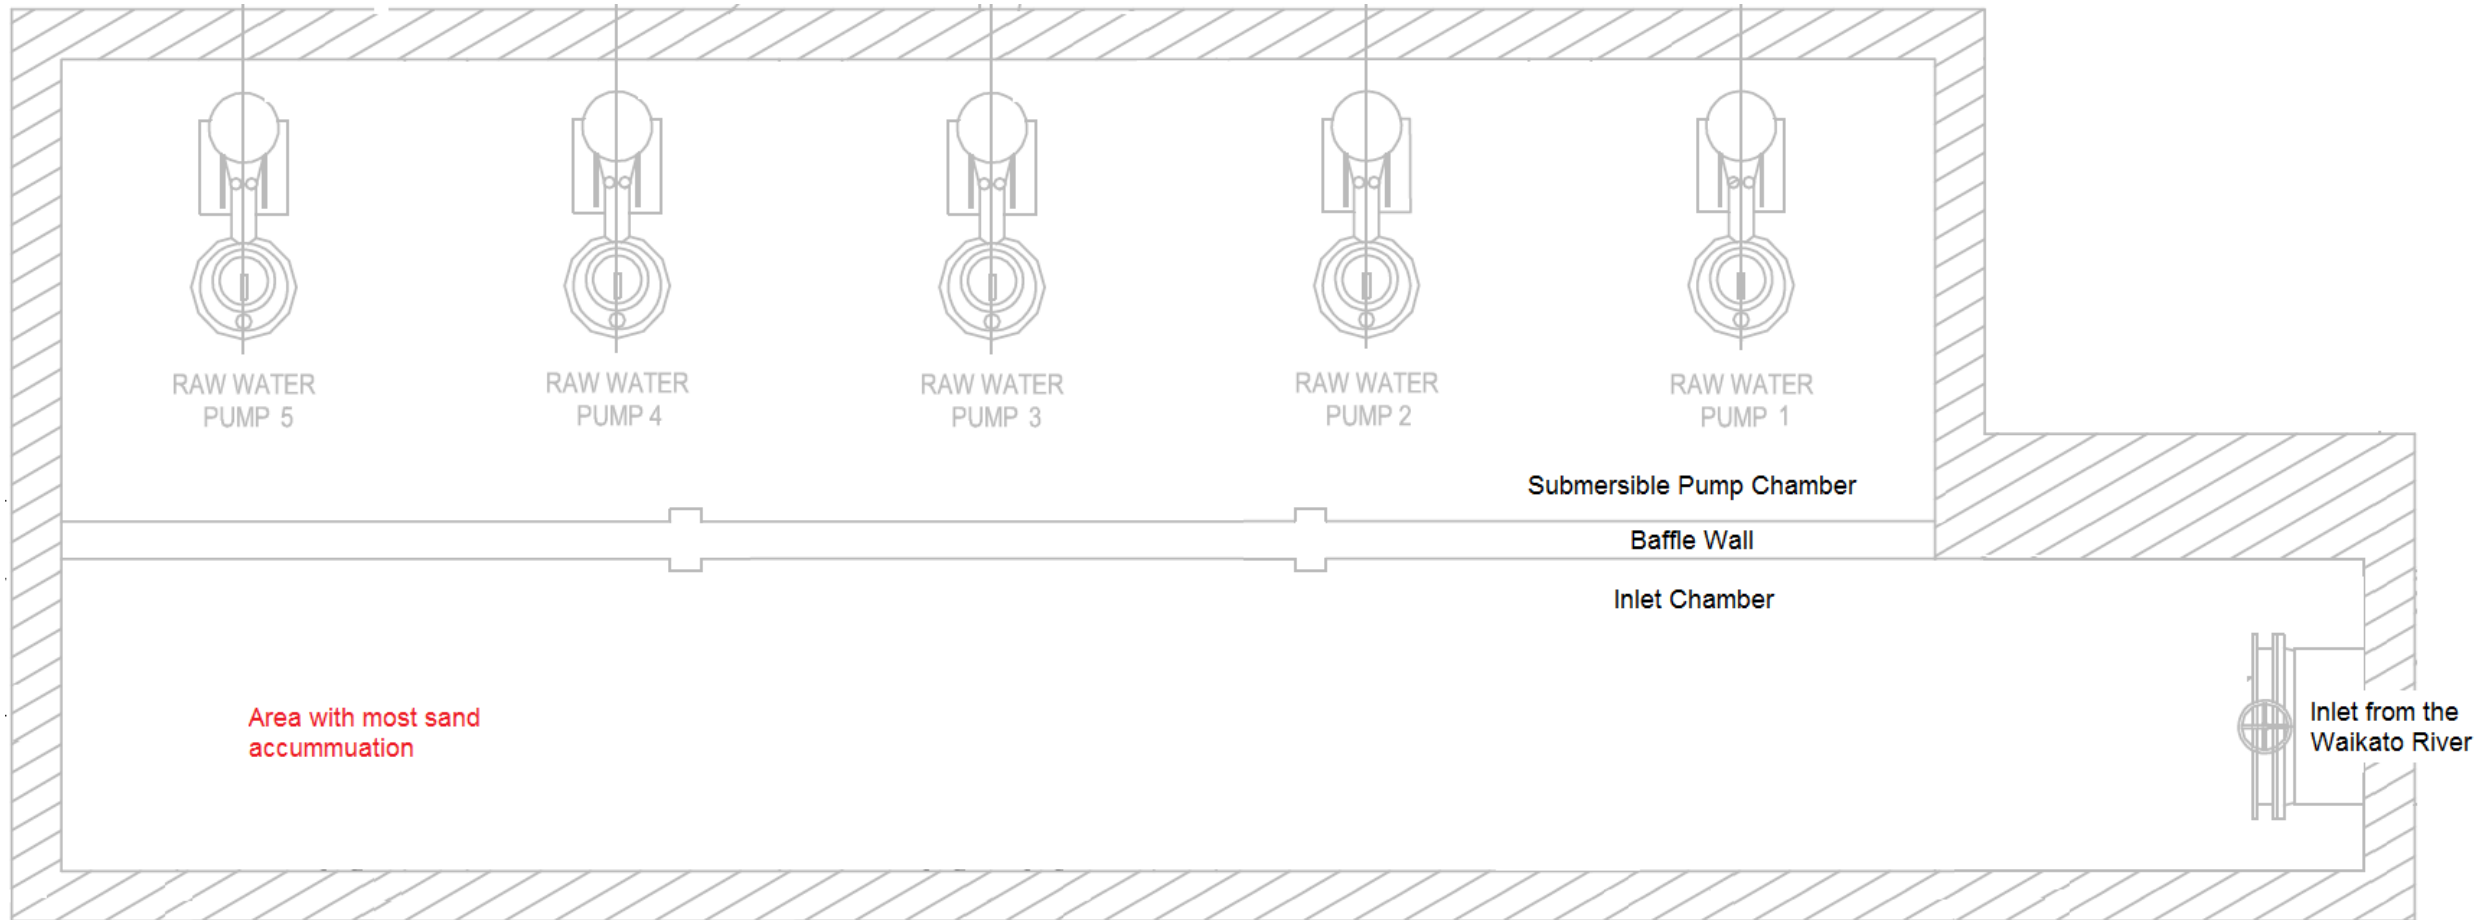 RAW WATER
PUMP 5
RAW WATER
PUMP 4
RAW WATER
PUMP 3
RAW WATER
PUMP 2
RAW WATER
PUMP 1
Submersible Pump Chamber
Baffle Wall
Inlet Chamber
Area with most sand
accummuation
Inlet from the
Waikato River